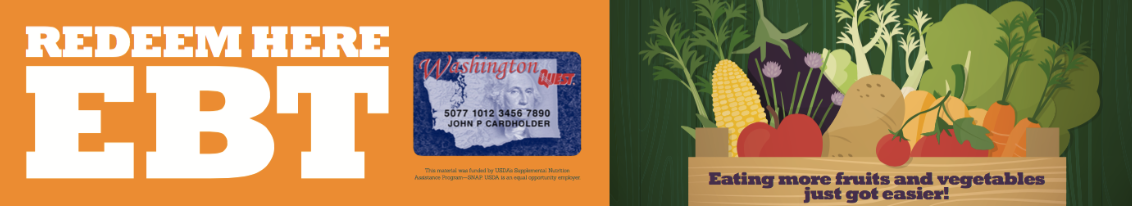 REDEEM HERE
EBT
Washington
QUEST
5077 1012 3456 7890
JOHN P CARDHOLDER
This material was funded by USDA's Supplemental Nutrition
Assistance Program—SNAP. USDA is an equal opportunity employer.
Eating more fruits and vegetables
just got easier!